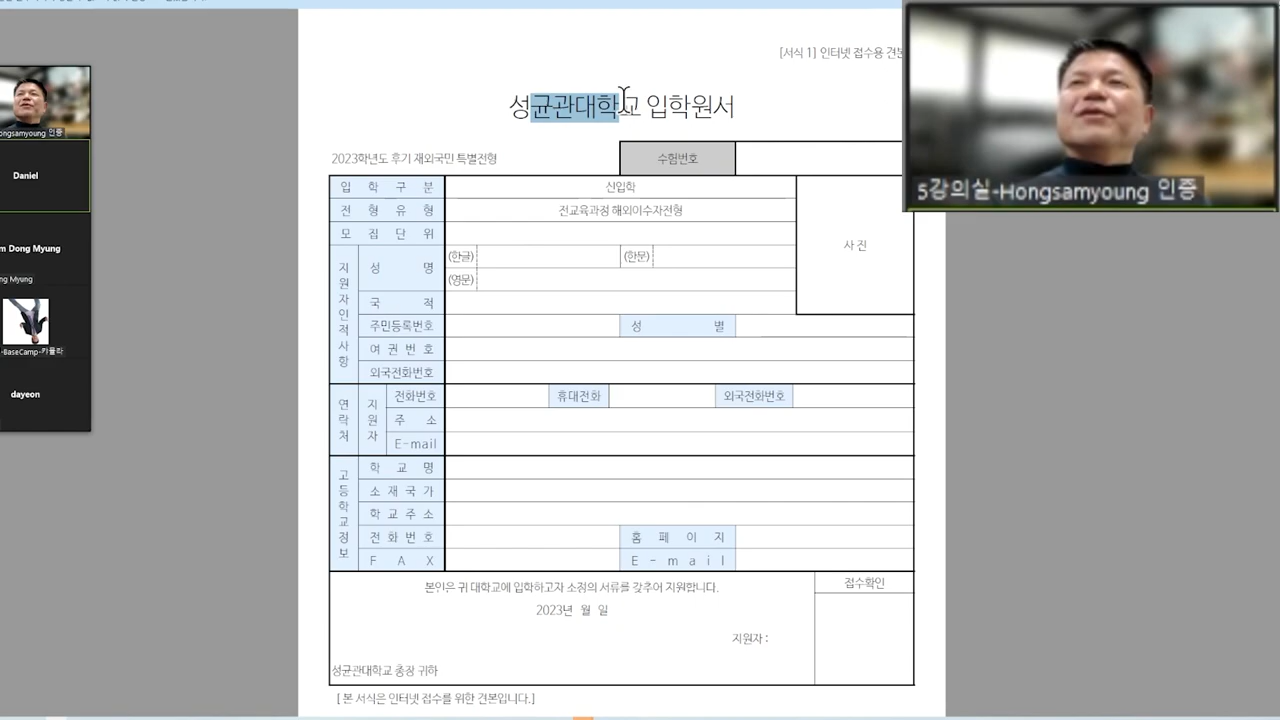 [서식 1] 인터넷 접수용 견본
성균관대학교 입학원서
2023학년도 후기 재외국민 특별전형
수험번호
입 학 구 분
신입학
전 형 유 형
전교육과정 해외이수자전형
모 집 단 위
사 진
지원자인적사항
성 명
(한글)
(한문)
(영문)
국 적
주민등록번호
성 별
여 권 번 호
외국전화번호
연락처
지원자
전화번호
휴대전화
외국전화번호
주 소
E-mail
고등학교정보
학 교 명
소 재 국 가
학 교 주 소
전 화 번 호
홈 페 이 지
F A X
E - m a i l
본인은 귀 대학교에 입학하고자 소정의 서류를 갖추어 지원합니다.
2023년 월 일
지원자 :
성균관대학교 총장 귀하
접수확인
[ 본 서식은 인터넷 접수를 위한 견본입니다.]
ongsamyoung 인증
Daniel
m Dong Myung
ng Myung
-BaseCamp-카뮬라
dayeon
5강의실-Hongsamyoung 인증